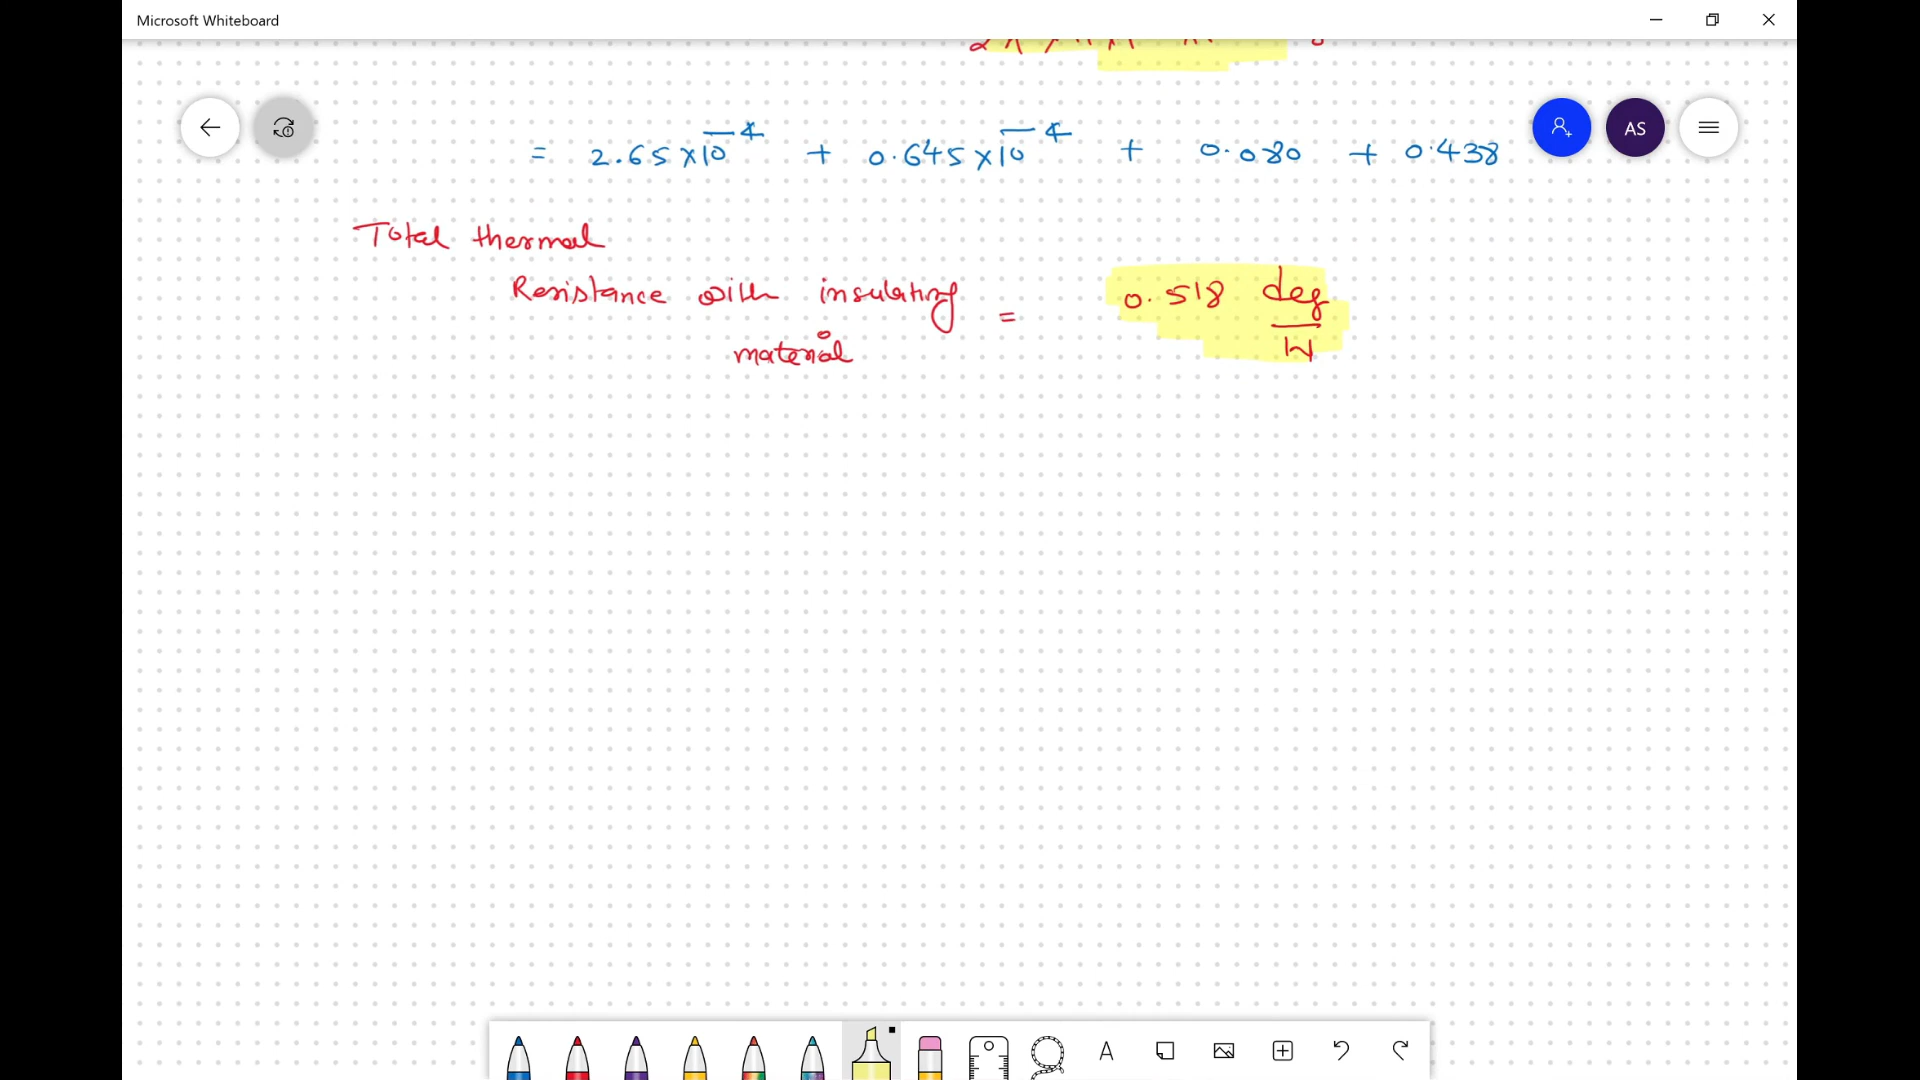 Microsoft Whiteboard
= 2.65 × 10⁻⁴ + 0.645 × 10⁻⁴ + 0.080 + 0.438
AS
Total thermal
Resistance with insulating
material
= 0.518 deg/W
A